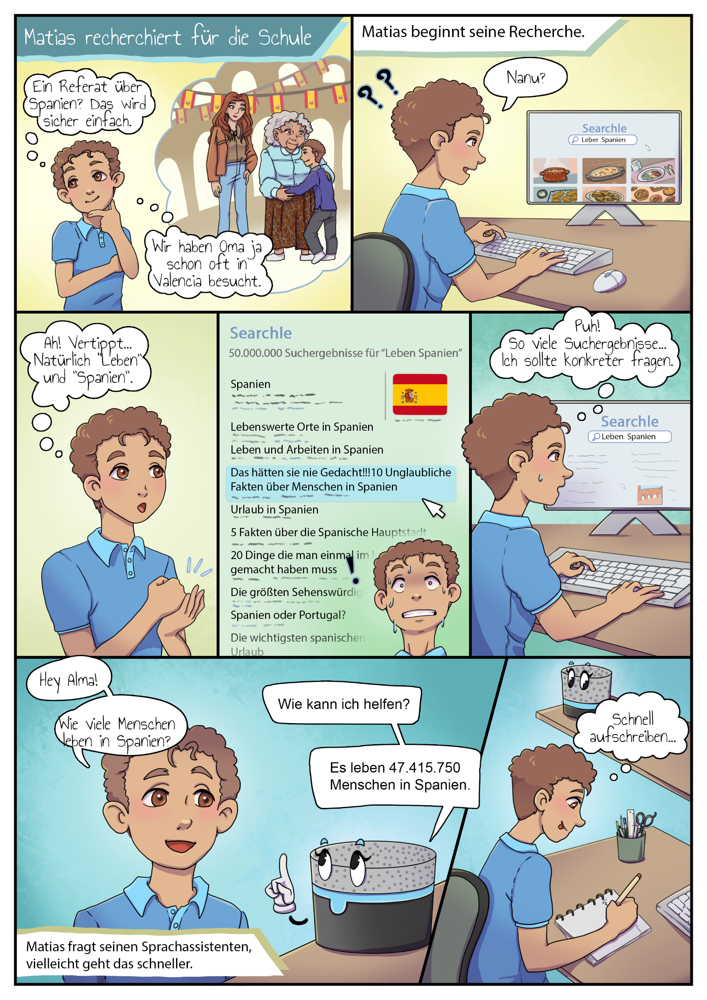 Matias recherchiert für die Schule
Ein Referat über
Spanien? Das wird
sicher einfach.
Wir haben Oma ja
schon oft in
Valencia besucht.
Matias beginnt seine Recherche.
??
Nanu?
Searchle
Leber Spanien
Ah! Vertippt...
Natürlich "Leben"
und "Spanien".
Searchle
50.000.000 Suchergebnisse für “Leben Spanien”
Spanien
Lebenswerte Orte in Spanien
Leben und Arbeiten in Spanien
Das hätten sie nie Gedacht!!!10 Unglaubliche
Fakten über Menschen in Spanien
Urlaub in Spanien
5 Fakten über die Spanische Hauptstadt
20 Dinge die man einmal im
gemacht haben muss
!
Die größten Sehenswürdig
Spanien oder Portugal?
Die wichtigsten spanischen
Urlaub
Puh!
So viele Suchergebnisse...
Ich sollte konkreter fragen.
Searchle
Leben Spanien
Hey Alma!
Wie viele Menschen
leben in Spanien?
Wie kann ich helfen?
Es leben 47.415.750
Menschen in Spanien.
Matias fragt seinen Sprachassistenten,
vielleicht geht das schneller.
Schnell
aufschreiben...